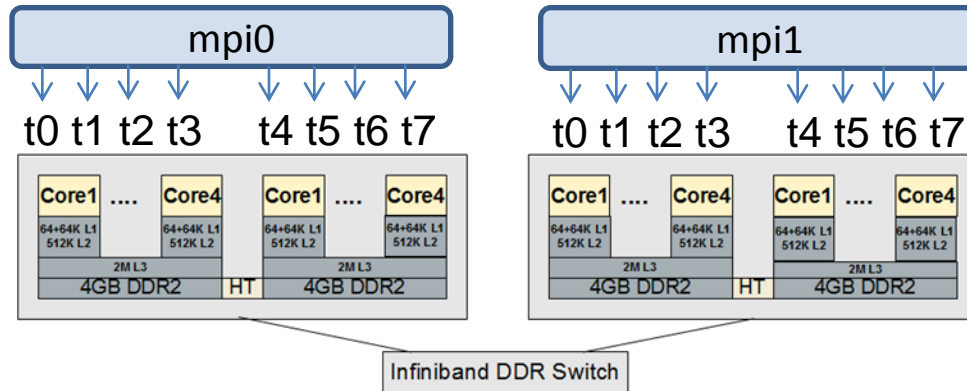 mpi0 mpi1
t0 t1 t2 t3 t4 t5 t6 t7 t0 t1 t2 t3 t4 t5 t6 t7
Core1 .... Core4 Core1 .... Core4 Core1 .... Core4 Core1 .... Core4
64+64K L1 64+64K L1 64+64K L1 64+64K L1 64+64K L1 64+64K L1 64+64K L1 64+64K L1
512K L2 512K L2 512K L2 512K L2 512K L2 512K L2 512K L2 512K L2
2M L3 2M L3 2M L3 2M L3
4GB DDR2 HT 4GB DDR2 4GB DDR2 HT 4GB DDR2
Infiniband DDR Switch